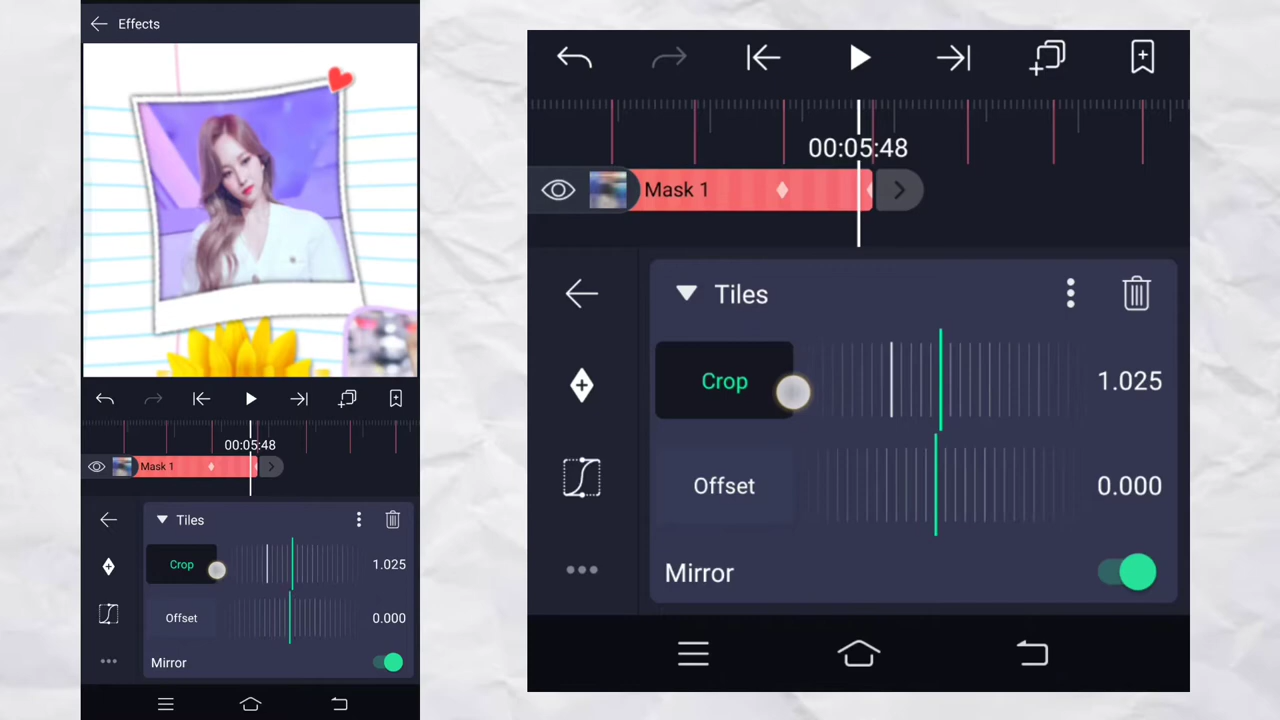 Effects
00:05:48
Mask 1
Tiles
Crop
1.025
Offset
0.000
Mirror
00:05:48
Mask 1
Tiles
Crop
1.025
Offset
0.000
Mirror